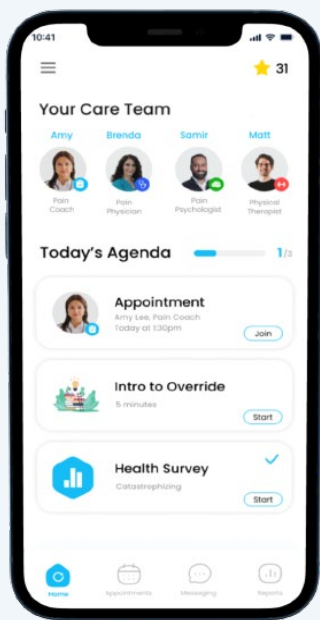 10:41
31
Your Care Team
Amy Brenda Samir Matt
Pain Coach
Pain Physician
Pain Psychologist
Physical Therapist
Today's Agenda
1/3
Appointment
Amy Lee, Pain Coach
Today at 1:30pm
Join
Intro to Override
5 minutes
Start
Health Survey
Catastrophizing
Start
Home Appointments Messaging Reports